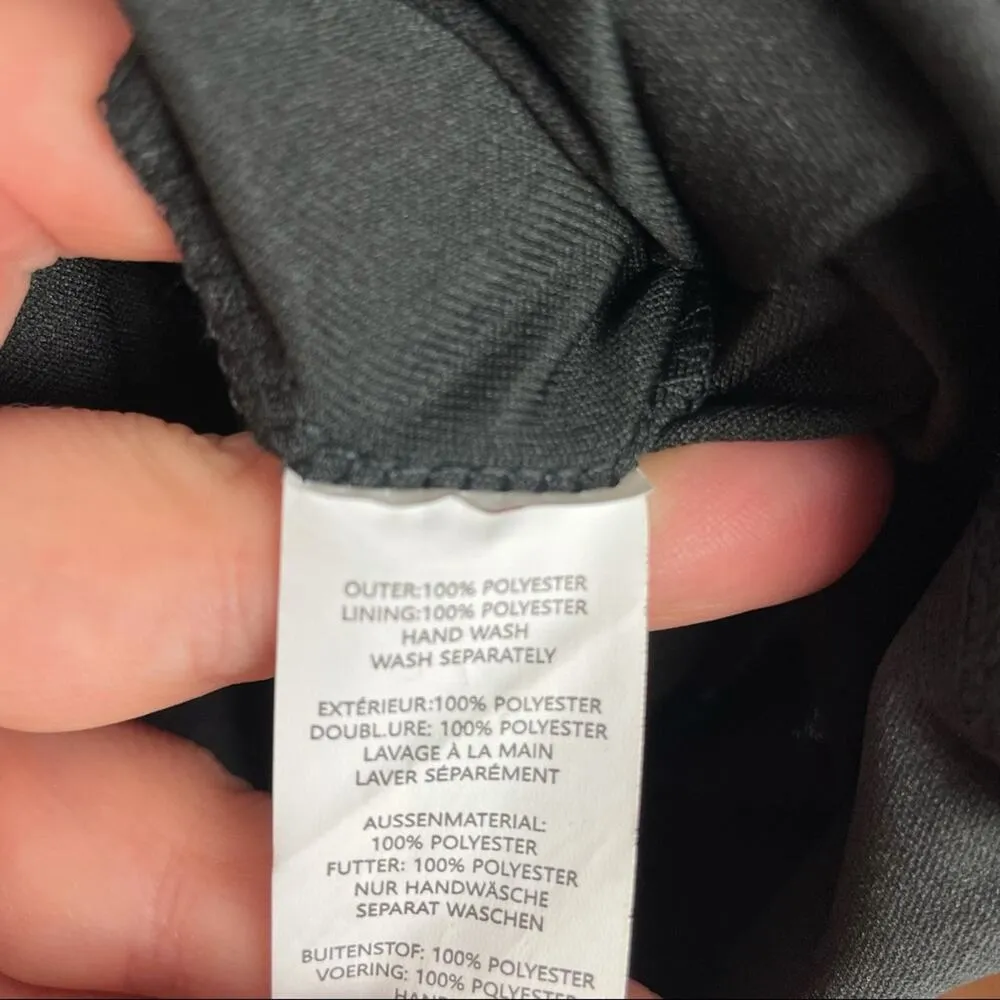 OUTER:100% POLYESTER
LINING:100% POLYESTER
HAND WASH
WASH SEPARATELY
EXTÉRIEUR:100% POLYESTER
DOUBL.URE: 100% POLYESTER
LAVAGE À LA MAIN
LAVER SÉPARÉMENT
AUSSENMATERIAL:
100% POLYESTER
FUTTER: 100% POLYESTER
NUR HANDWÄSCHE
SEPARAT WASCHEN
BUITENSTOF: 100% POLYESTER
VOERING: 100% POLYESTER